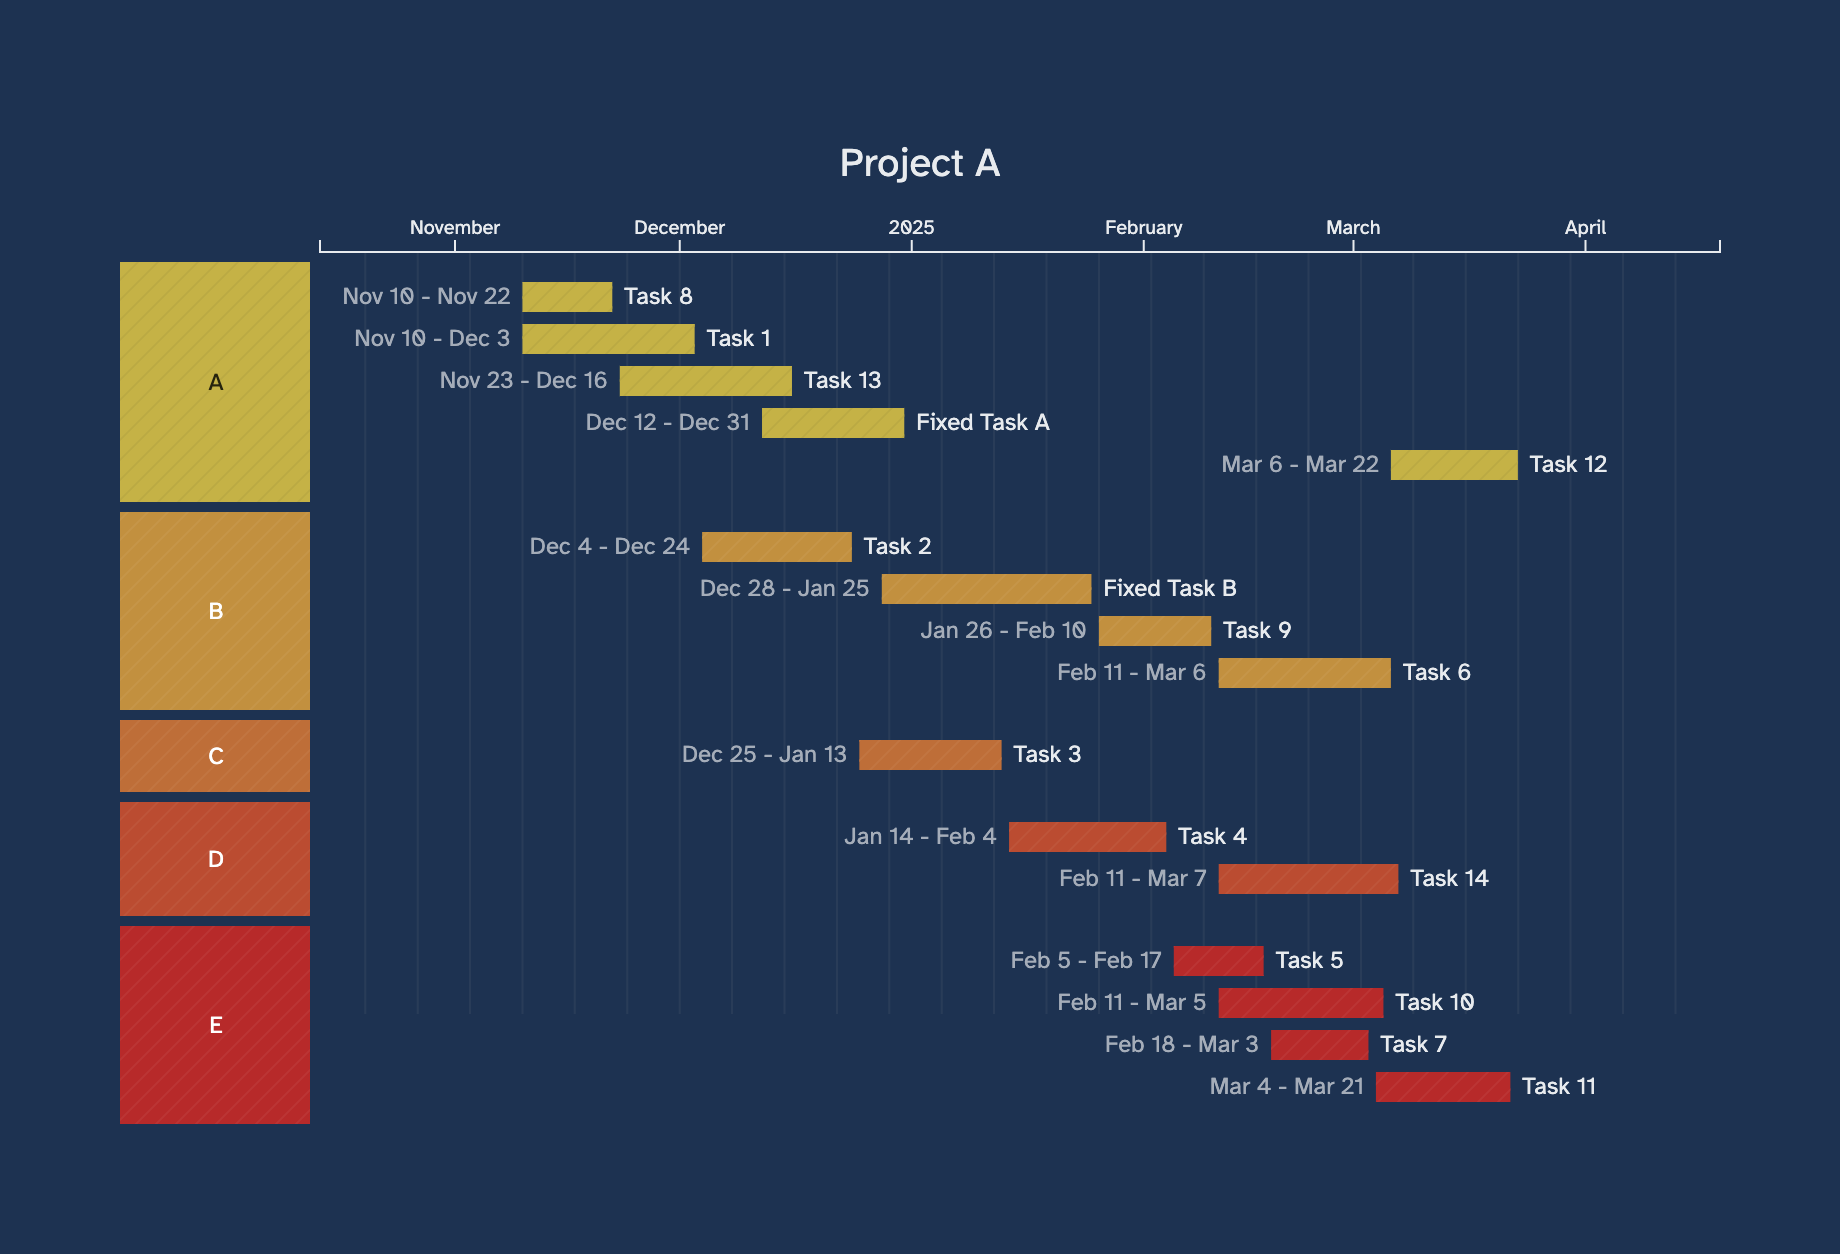 Project A
November December 2025 February March April
A
Nov 10 - Nov 22 Task 8
Nov 10 - Dec 3 Task 1
Nov 23 - Dec 16 Task 13
Dec 12 - Dec 31 Fixed Task A
Mar 6 - Mar 22 Task 12
B
Dec 4 - Dec 24 Task 2
Dec 28 - Jan 25 Fixed Task B
Jan 26 - Feb 10 Task 9
Feb 11 - Mar 6 Task 6
C
Dec 25 - Jan 13 Task 3
D
Jan 14 - Feb 4 Task 4
Feb 11 - Mar 7 Task 14
E
Feb 5 - Feb 17 Task 5
Feb 11 - Mar 5 Task 10
Feb 18 - Mar 3 Task 7
Mar 4 - Mar 21 Task 11